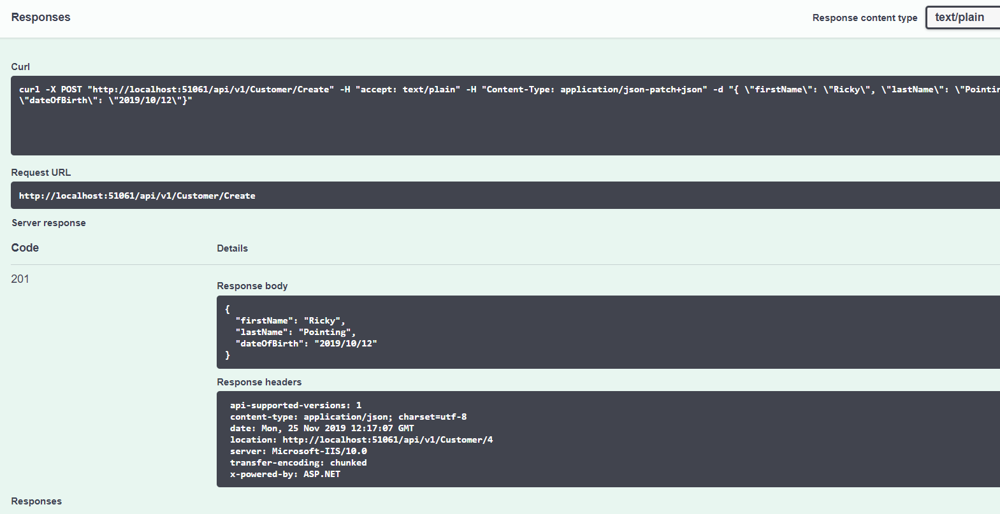 Responses
Response content type text/plain
Curl
curl -X POST "http://localhost:51061/api/v1/Customer/Create" -H "accept: text/plain" -H "Content-Type: application/json-patch+json" -d "{ \"firstName\": \"Ricky\", \"lastName\": \"Pointin
\"dateOfBirth\": \"2019/10/12\"}"
Request URL
http://localhost:51061/api/v1/Customer/Create
Server response
Code Details
201
Response body
{
"firstName": "Ricky",
"lastName": "Pointing",
"dateOfBirth": "2019/10/12"
}
Response headers
api-supported-versions: 1
content-type: application/json; charset=utf-8
date: Mon, 25 Nov 2019 12:17:07 GMT
location: http://localhost:51061/api/v1/Customer/4
server: Microsoft-IIS/10.0
transfer-encoding: chunked
x-powered-by: ASP.NET
Responses